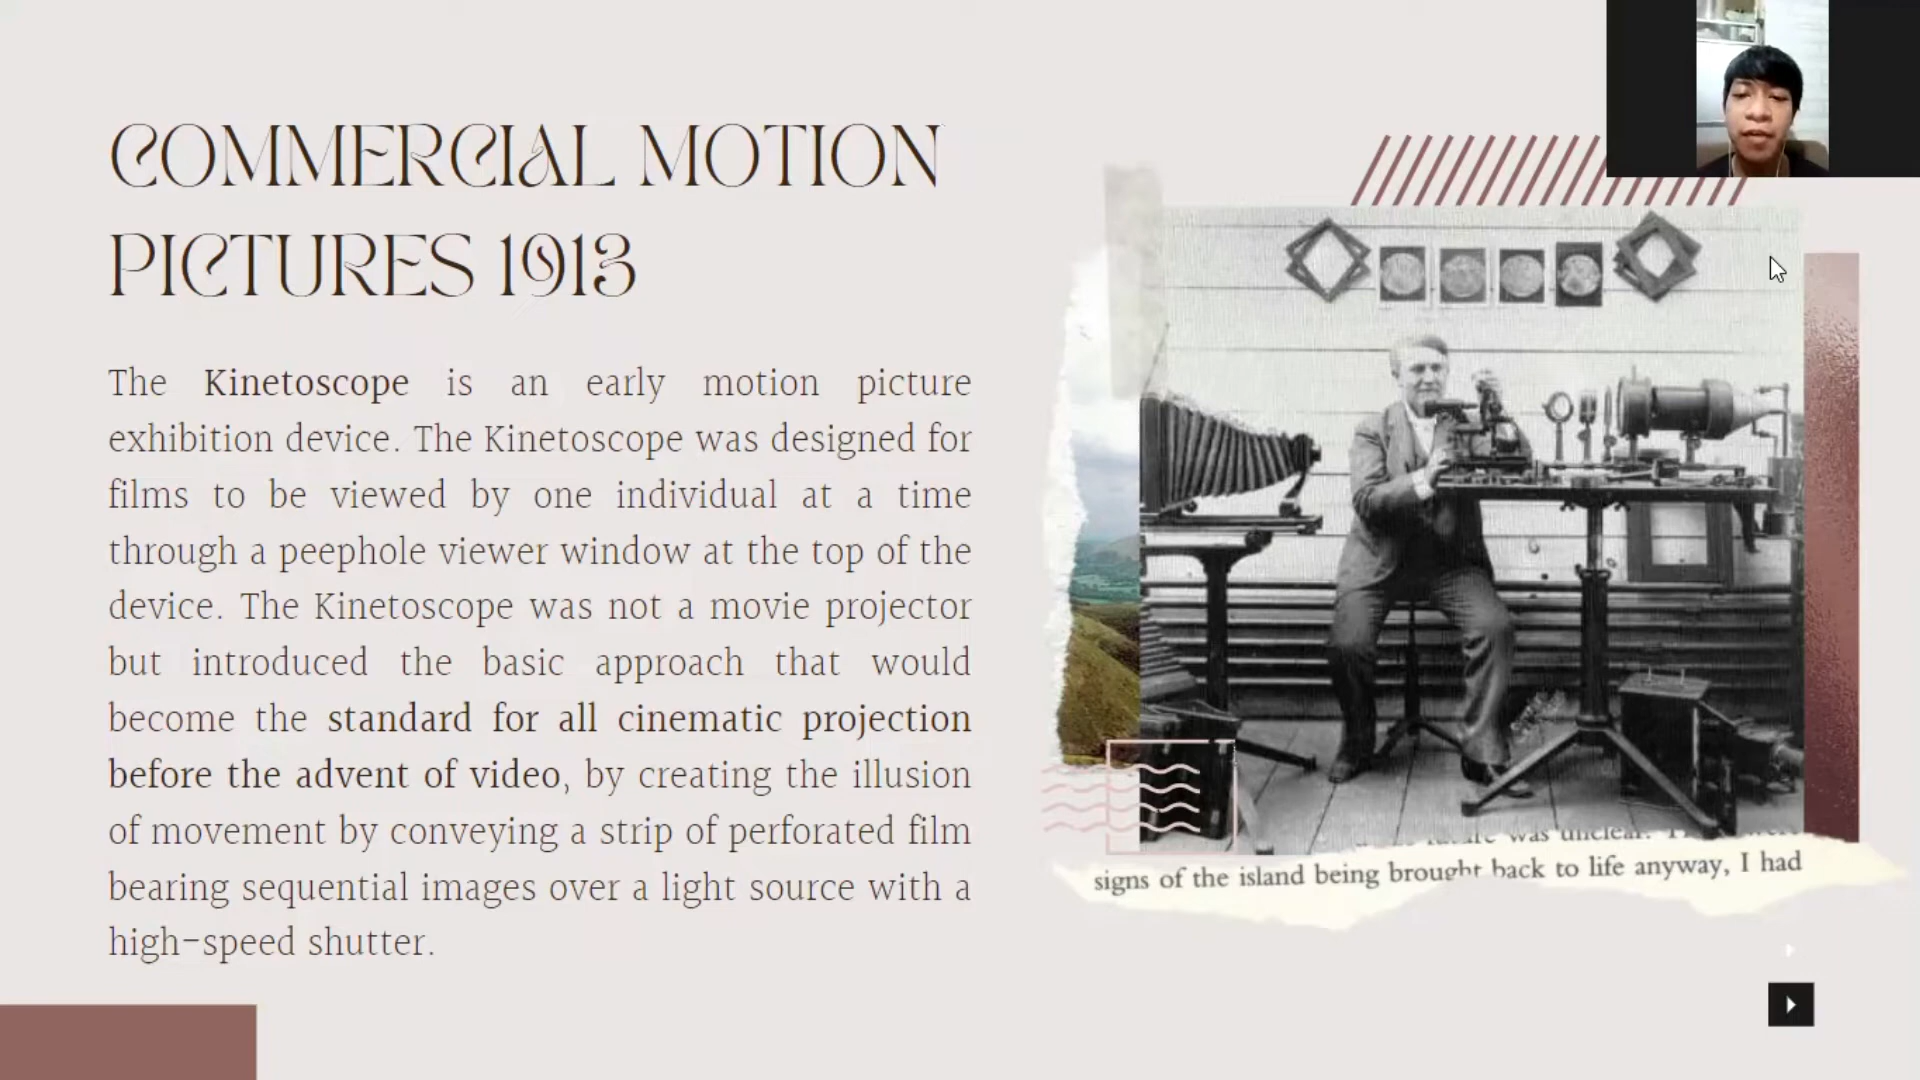 COMMERCIAL MOTION
PICTURES 1913
The Kinetoscope is an early motion picture
exhibition device. The Kinetoscope was designed for
films to be viewed by one individual at a time
through a peephole viewer window at the top of the
device. The Kinetoscope was not a movie projector
but introduced the basic approach that would
become the standard for all cinematic projection
before the advent of video, by creating the illusion
of movement by conveying a strip of perforated film
bearing sequential images over a light source with a
high-speed shutter.
was unclear.
signs of the island being brought back to life anyway, I had